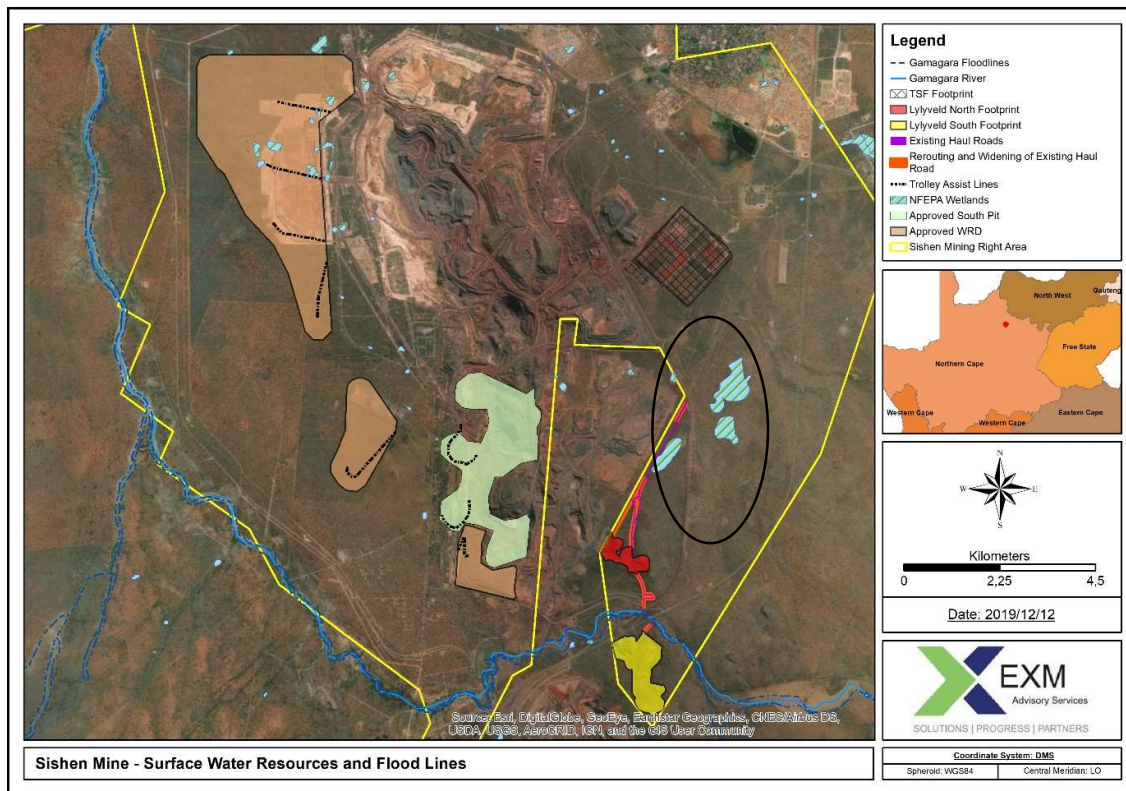 Legend
Gamagara Floodlines
Gamagara River
TSF Footprint
Lylyveld North Footprint
Lylyveld South Footprint
Existing Haul Roads
Rerouting and Widening of Existing Haul
Road
Trolley Assist Lines
NFEPA Wetlands
Approved South Pit
Approved WRD
Sishen Mining Right Area
North West
Gauteng
Free State
Northern Cape
Western Cape
Western Cape
Eastern Cape
N
W
E
S
Kilometers
0 2,25 4,5
Date: 2019/12/12
EXM
Advisory Services
SOLUTIONS | PROGRESS | PARTNERS
Coordinate System: DMS
Spheroid: WGS84 Central Meridian: LO
Source: Esri, DigitalGlobe, GeoEye, Earthstar Geographics, CNES/Airbus DS,
USDA, USGS, AeroGRID, IGN, and the GIS User Community
Sishen Mine - Surface Water Resources and Flood Lines